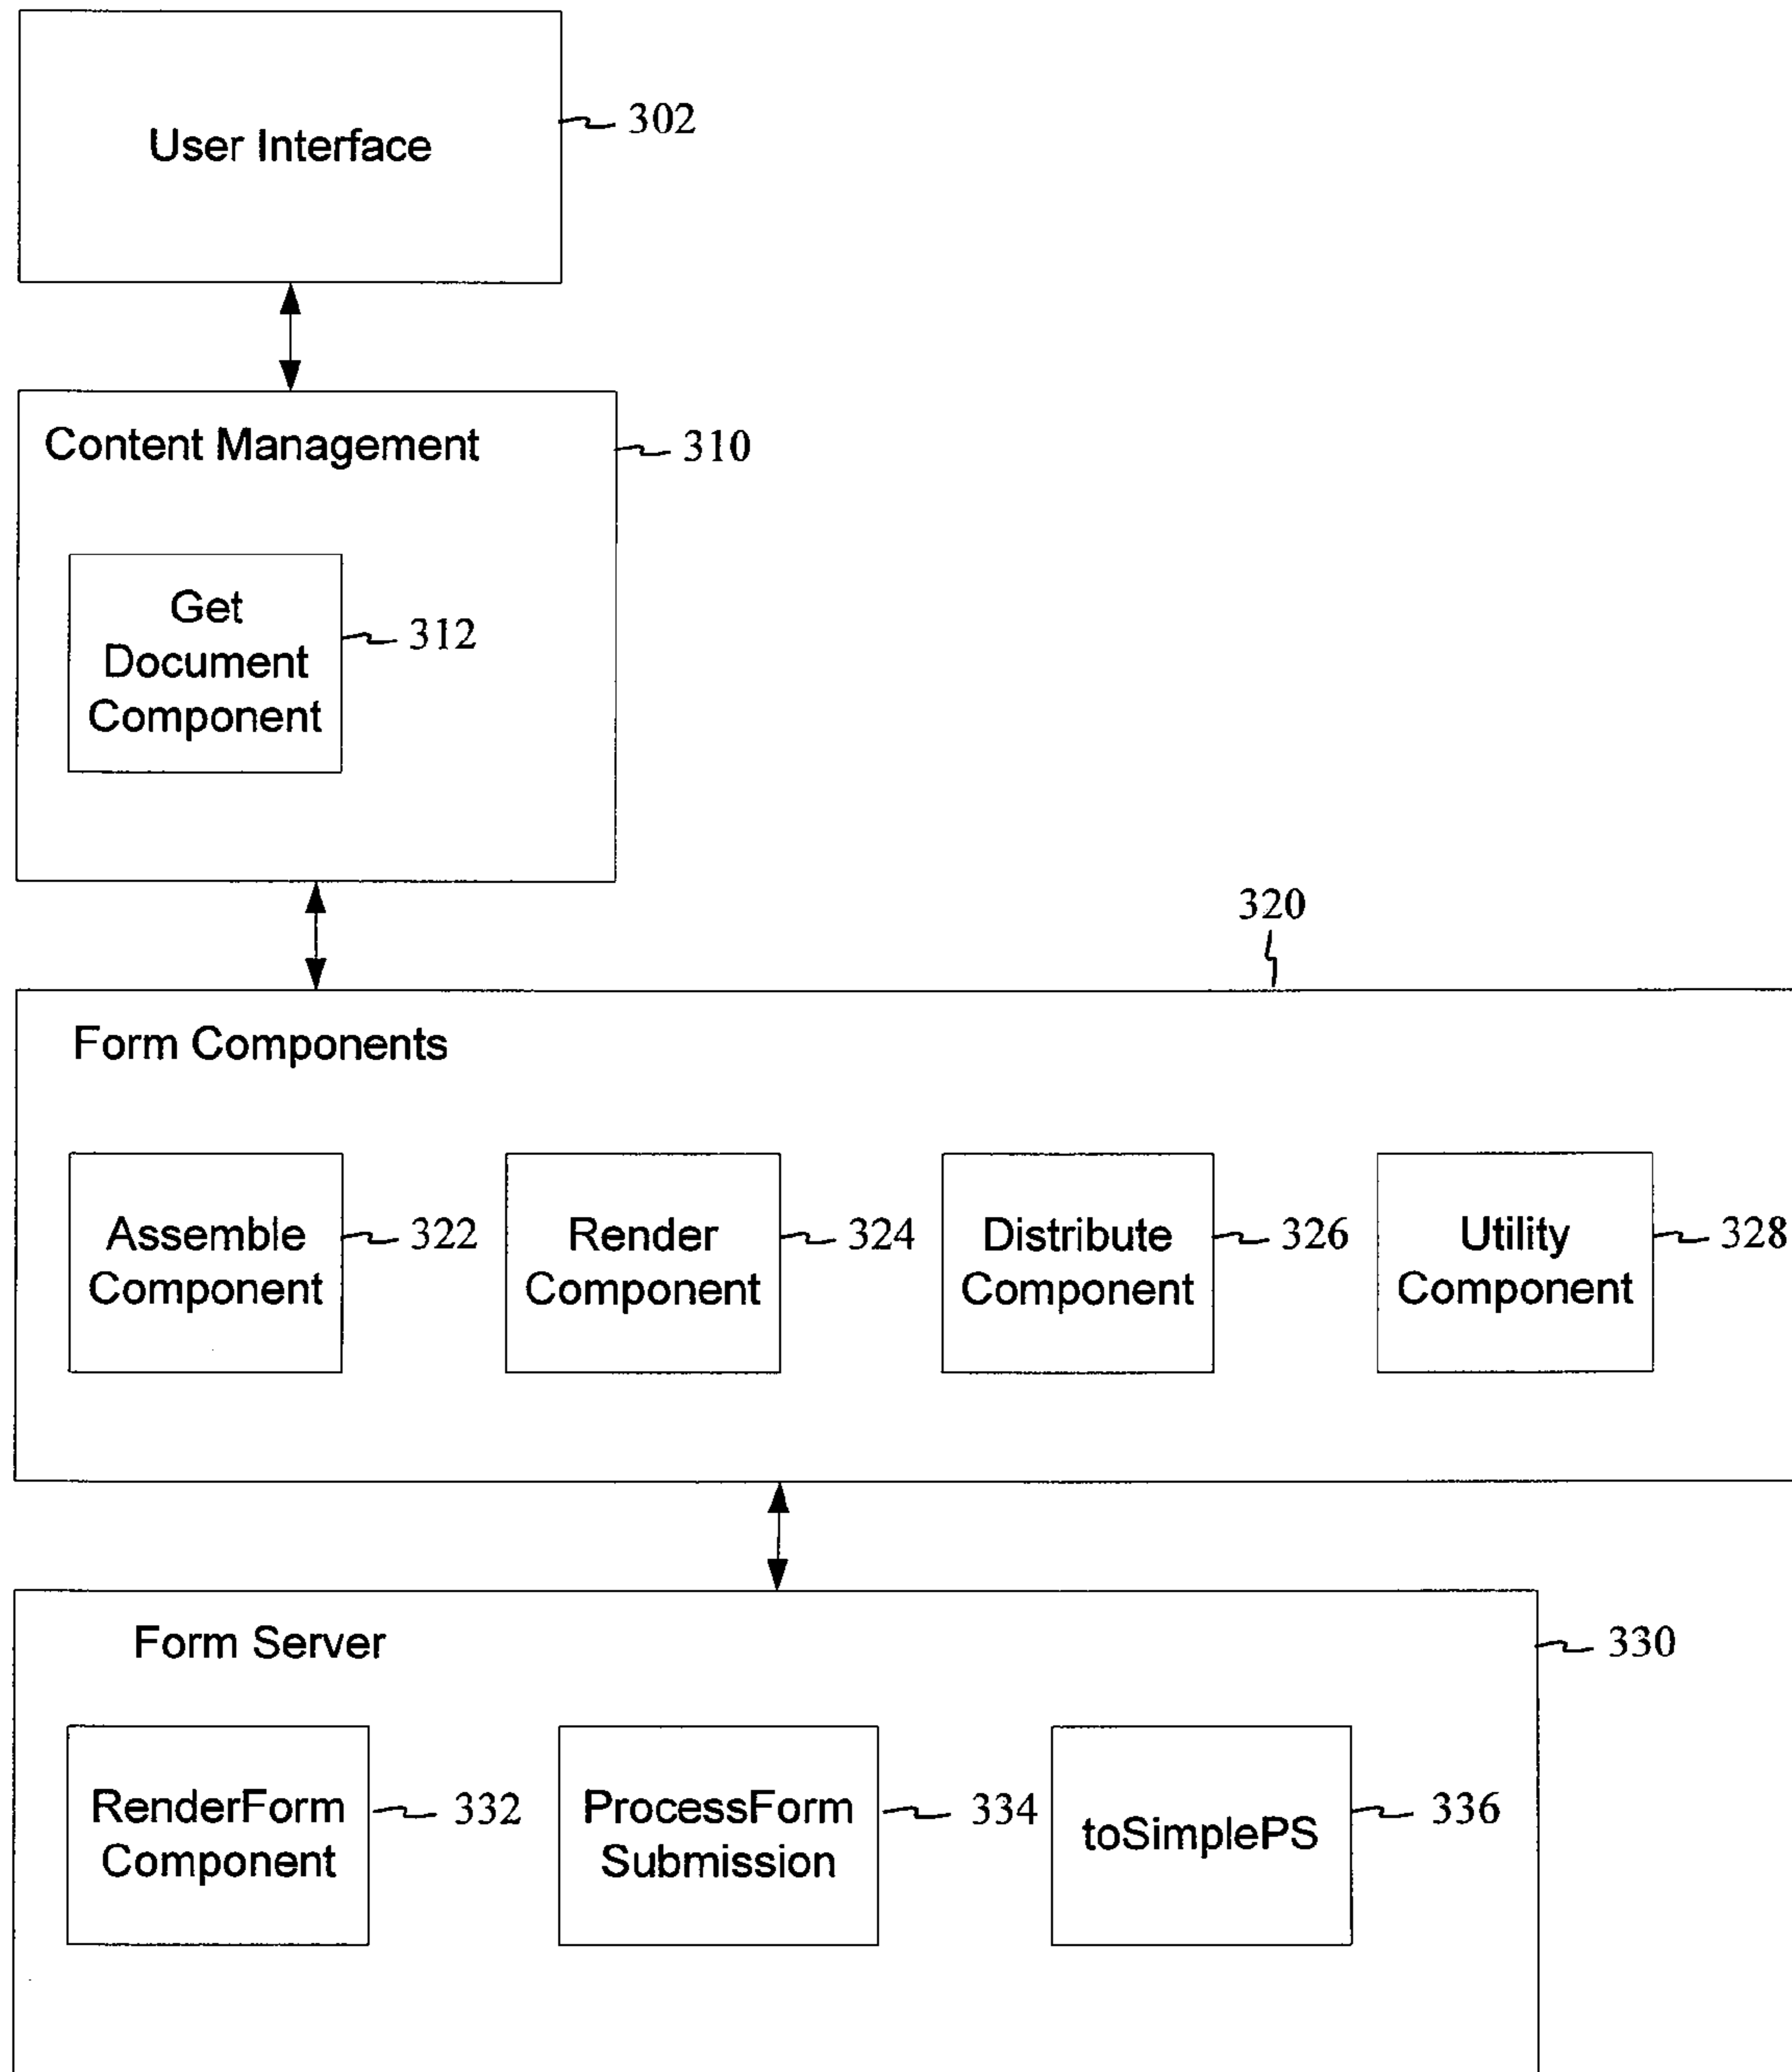 User Interface
302
Content Management
310
Get
Document
Component
312
320
Form Components
Assemble
Component
322
Render
Component
324
Distribute
Component
326
Utility
Component
328
Form Server
330
RenderForm
Component
332
ProcessForm
Submission
334
toSimplePS
336